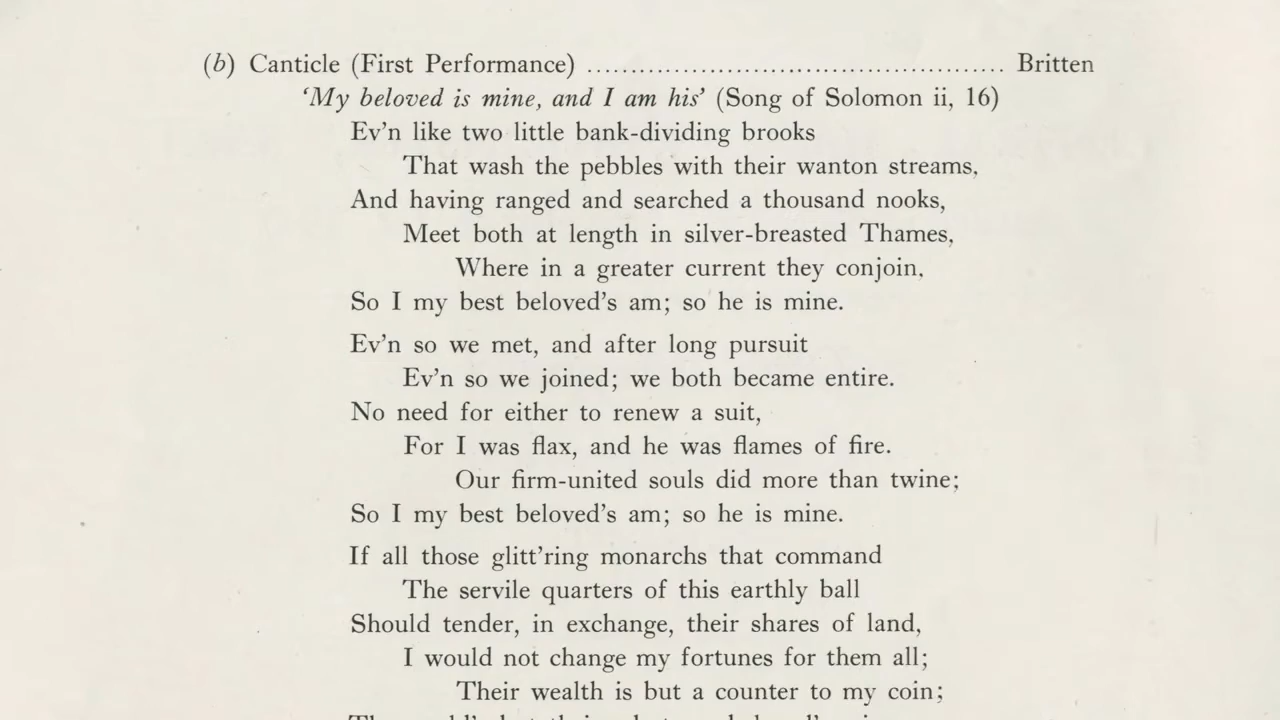 (b) Canticle (First Performance) ............................................... Britten
‘My beloved is mine, and I am his’ (Song of Solomon ii, 16)
Ev’n like two little bank-dividing brooks
That wash the pebbles with their wanton streams,
And having ranged and searched a thousand nooks,
Meet both at length in silver-breasted Thames,
Where in a greater current they conjoin,
So I my best beloved’s am; so he is mine.
Ev’n so we met, and after long pursuit
Ev’n so we joined; we both became entire.
No need for either to renew a suit,
For I was flax, and he was flames of fire.
Our firm-united souls did more than twine;
So I my best beloved’s am; so he is mine.
If all those glitt’ring monarchs that command
The servile quarters of this earthly ball
Should tender, in exchange, their shares of land,
I would not change my fortunes for them all;
Their wealth is but a counter to my coin;